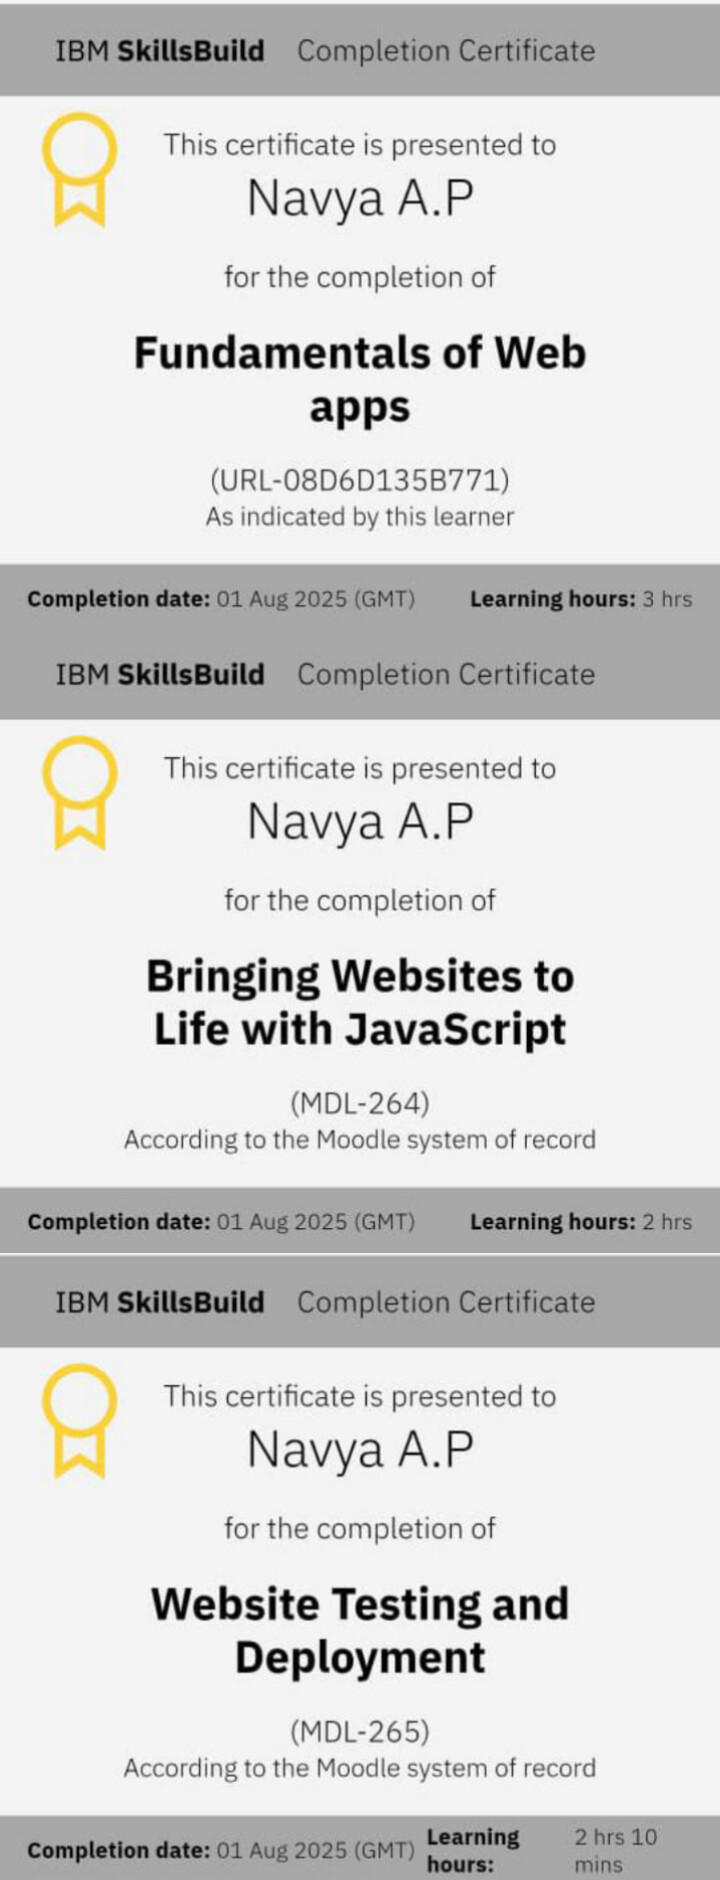 IBM SkillsBuild Completion Certificate
This certificate is presented to
Navya A.P
for the completion of
Fundamentals of Web
apps
(URL-08D6D135B771)
As indicated by this learner
Completion date: 01 Aug 2025 (GMT) Learning hours: 3 hrs
IBM SkillsBuild Completion Certificate
This certificate is presented to
Navya A.P
for the completion of
Bringing Websites to
Life with JavaScript
(MDL-264)
According to the Moodle system of record
Completion date: 01 Aug 2025 (GMT) Learning hours: 2 hrs
IBM SkillsBuild Completion Certificate
This certificate is presented to
Navya A.P
for the completion of
Website Testing and
Deployment
(MDL-265)
According to the Moodle system of record
Completion date: 01 Aug 2025 (GMT) Learning hours: 2 hrs 10 mins